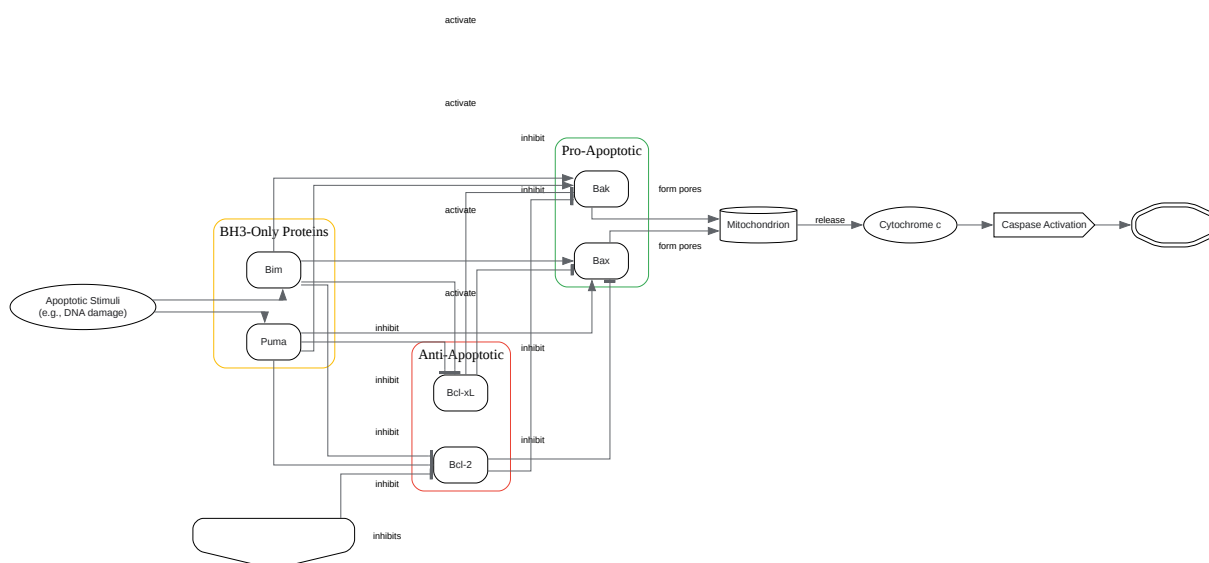 activate
activate
inhibit
Pro-Apoptotic
Bak
inhibit
form pores
activate
Mitochondrion
release
Cytochrome c
Caspase Activation
BH3-Only Proteins
form pores
Bax
Bim
activate
Apoptotic Stimuli
(e.g., DNA damage)
inhibit
Puma
inhibit
Anti-Apoptotic
inhibit
Bcl-xL
inhibit
inhibit
Bcl-2
inhibit
inhibits